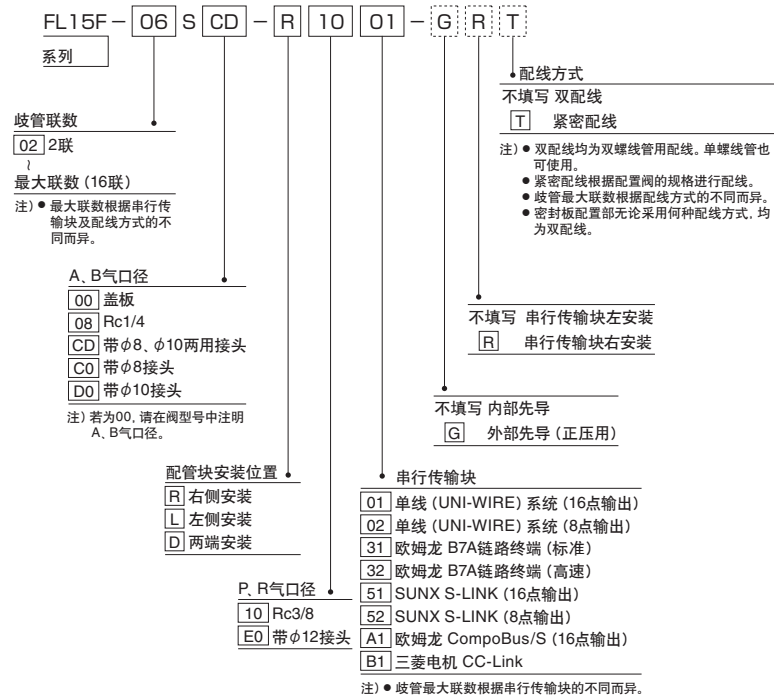 FL15F－06 S CD－R 10 01－G R T
系列
配线方式
不填写 双配线
T 紧密配线
注）● 双配线均为双螺线管用配线。单螺线管也
可使用。
● 紧密配线根据配置阀的规格进行配线。
● 歧管最大联数根据配线方式的不同而异。
● 密封板配置部无论采用何种配线方式，均
为双配线。
歧管联数
02 2联
~
最大联数（16联）
注）● 最大联数根据串行传
输块及配线方式的不
同而异。
A、B气口径
00 盖板
08 Rc1/4
CD 带φ8、φ10两用接头
C0 带φ8接头
D0 带φ10接头
注）若为00，请在阀型号中注明
A、B气口径。
不填写 串行传输块左安装
R 串行传输块右安装
不填写 内部先导
G 外部先导（正压用）
配管块安装位置
R 右侧安装
L 左侧安装
D 两端安装
P、R气口径
10 Rc3/8
E0 带φ12接头
串行传输块
01 单线（UNI-WIRE）系统（16点输出）
02 单线（UNI-WIRE）系统（8点输出）
31 欧姆龙 B7A链路终端（标准）
32 欧姆龙 B7A链路终端（高速）
51 SUNX S-LINK（16点输出）
52 SUNX S-LINK（8点输出）
A1 欧姆龙 CompoBus/S（16点输出）
B1 三菱电机 CC-Link
注）● 歧管最大联数根据串行传输块的不同而异。